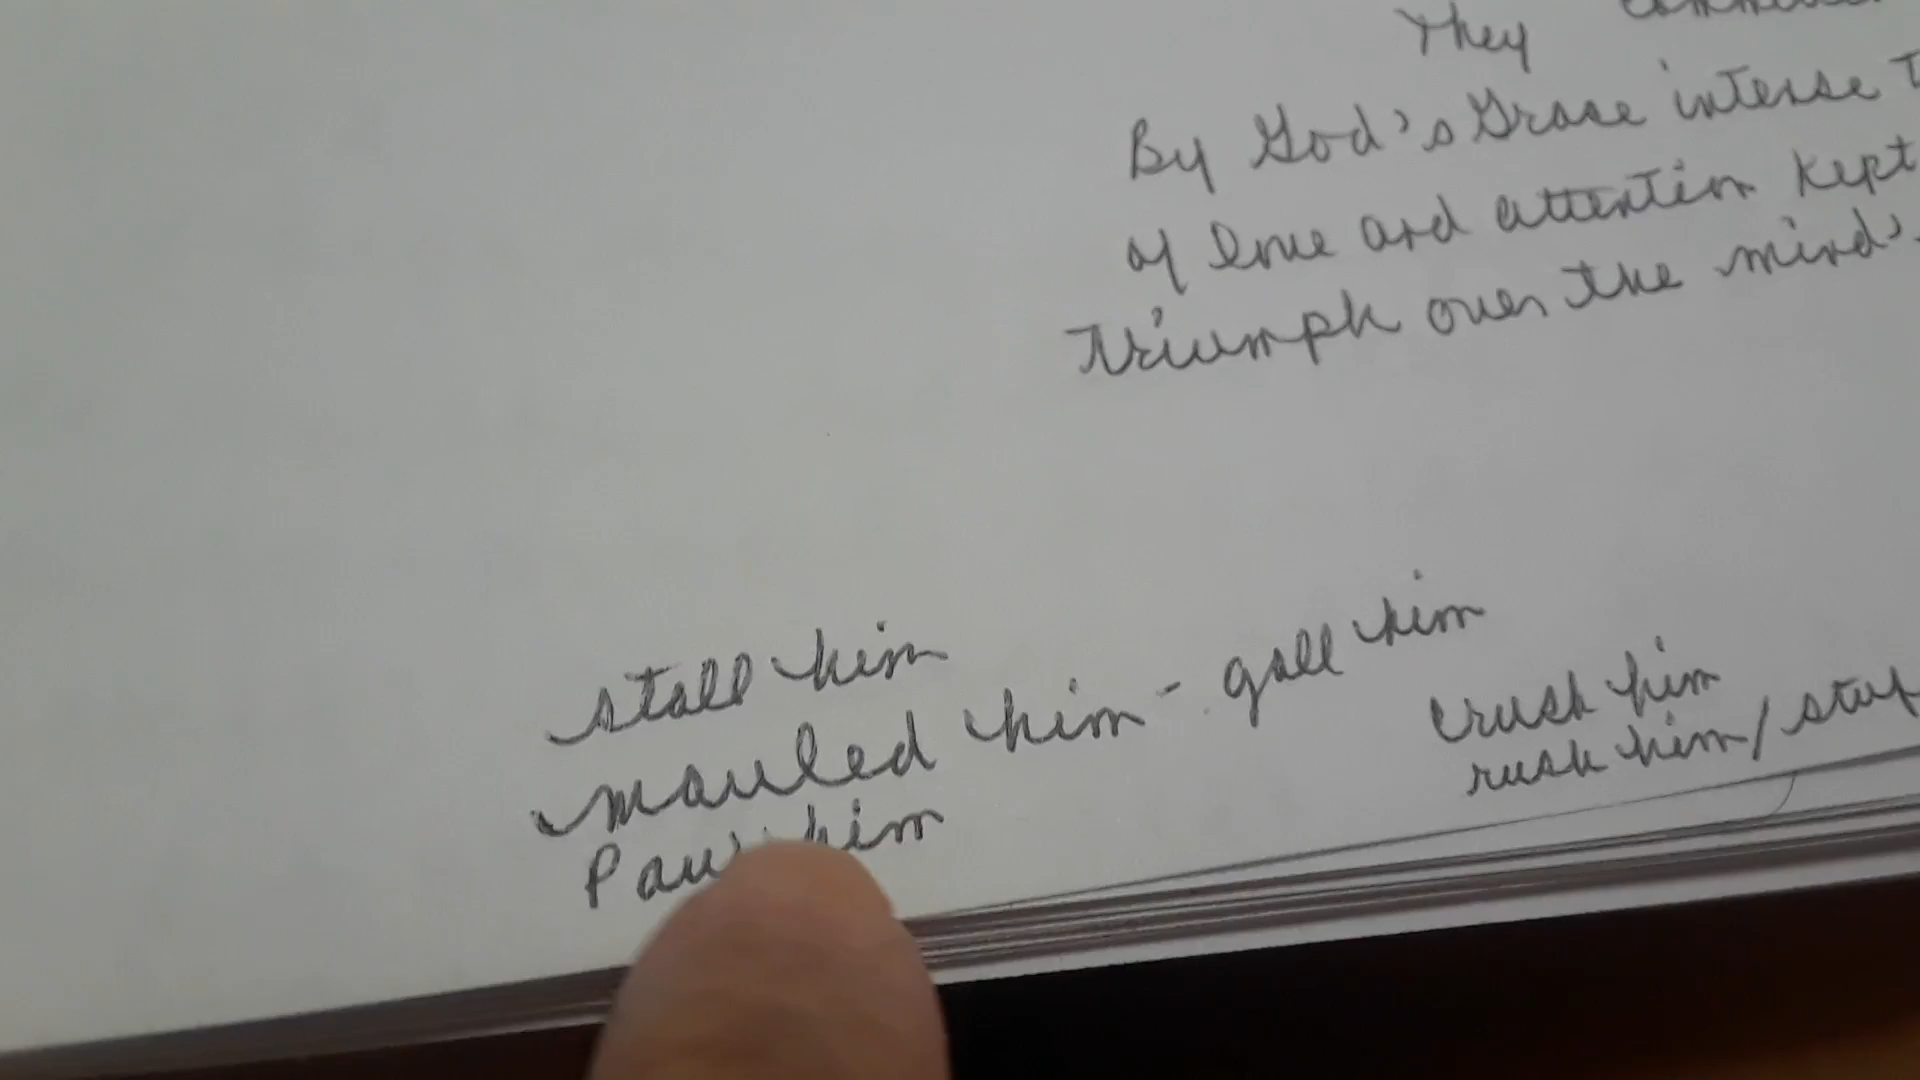 They
By God's Grace intense
of love and attention kept
Triumph over the mind's
stall him
mauled him - gall him
crush him
rush him/
him